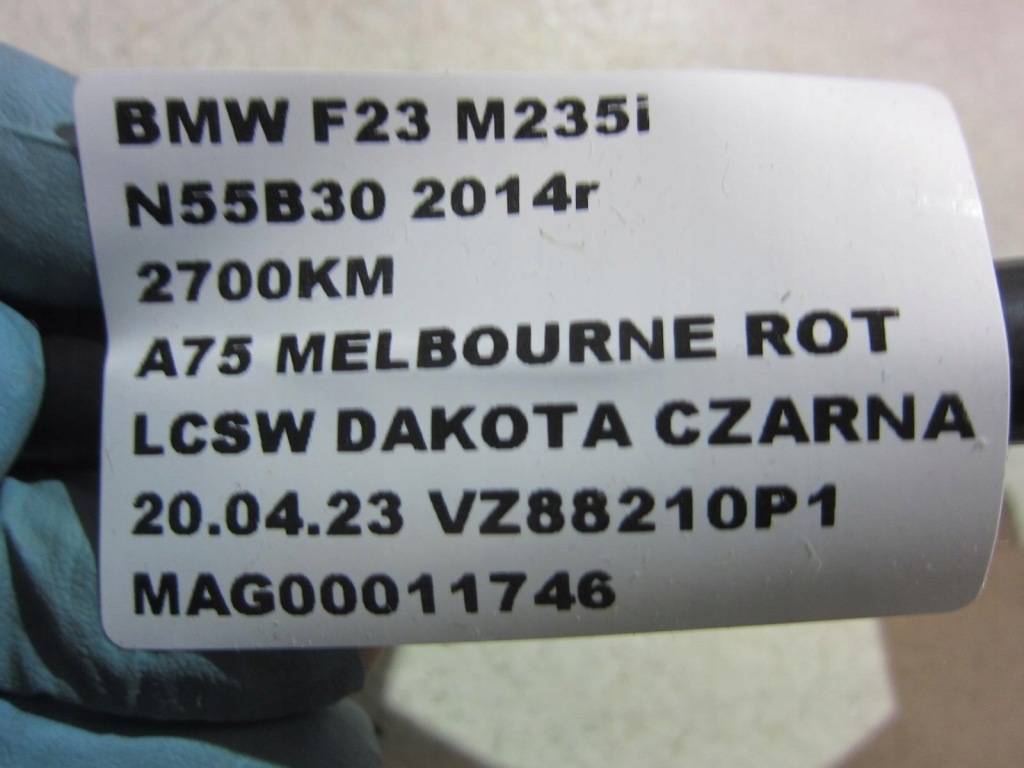 BMW F23 M235i
N55B30 2014r
2700KM
A75 MELBOURNE ROT
LCSW DAKOTA CZARNA
20.04.23 VZ88210P1
MAG00011746